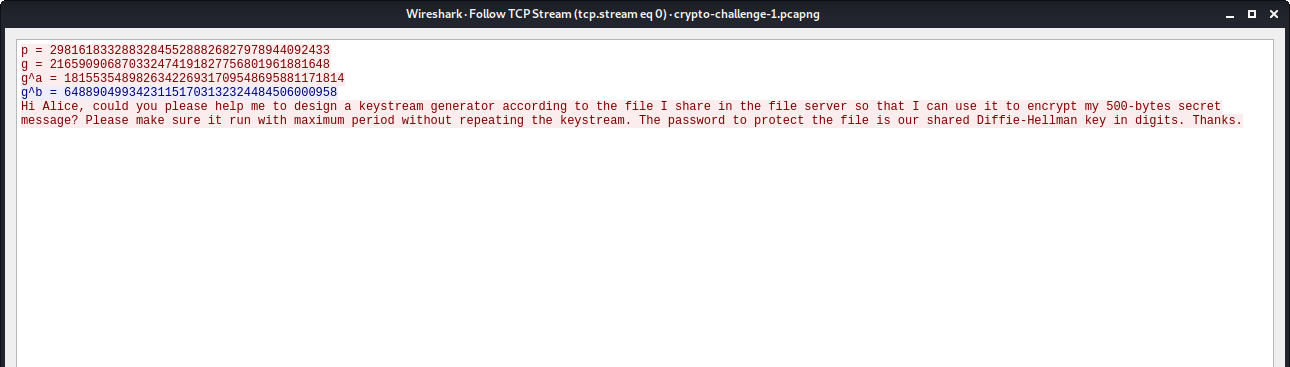 Wireshark · Follow TCP Stream (tcp.stream eq 0) · crypto-challenge-1.pcapng
p = 298161833288328455288826827978944092433
g = 216590906870332474191827756801961881648
g^a = 181553548982634226931709548695881171814
g^b = 64889049934231151703132324484506000958
Hi Alice, could you please help me to design a keystream generator according to the file I share in the file server so that I can use it to encrypt my 500-bytes secret
message? Please make sure it run with maximum period without repeating the keystream. The password to protect the file is our shared Diffie-Hellman key in digits. Thanks.